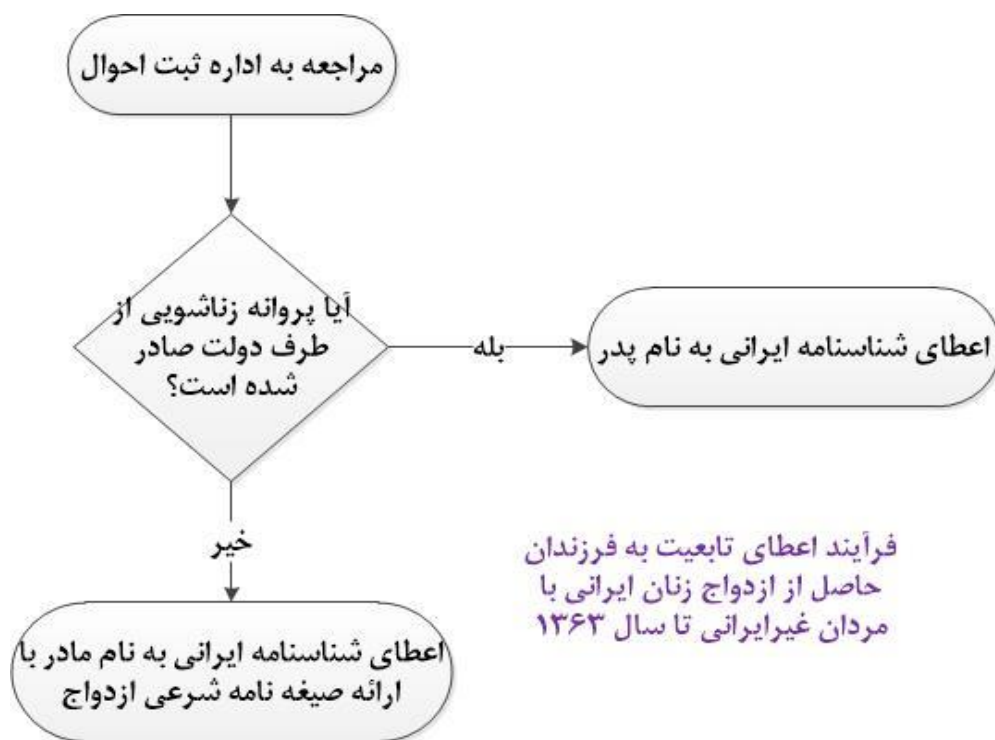 مراجعه به اداره ثبت احوال
آیا پروانه زناشویی از
طرف دولت صادر
شده است؟
بله
اعطای شناسنامه ایرانی به نام پدر
خیر
اعطای شناسنامه ایرانی به نام مادر با
ارائه صیغه نامه شرعی ازدواج
فرآیند اعطای تابعیت به فرزندان
حاصل از ازدواج زنان ایرانی با
مردان غیرایرانی تا سال ۱۳۶۳